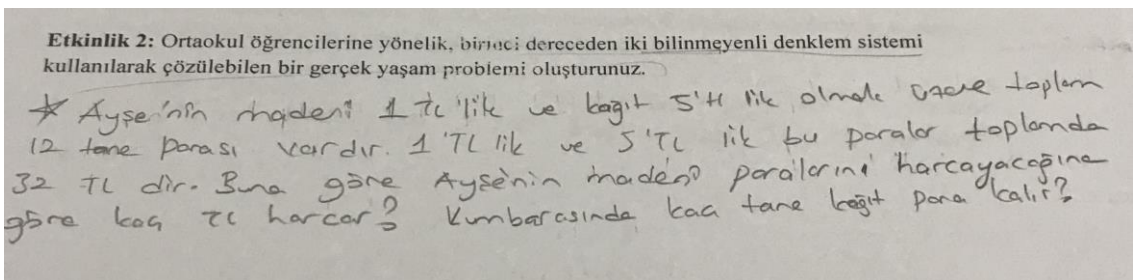 Etkinlik 2: Ortaokul öğrencilerine yönelik, birinci dereceden iki bilinmeyenli denklem sistemi
kullanılarak çözülebilen bir gerçek yaşam problemi oluşturunuz.
* Ayşe'nin madeni 1 TL'lik ve kağıt 5'tl lik olmak üzere toplam
12 tane parası vardır. 1'TL lik ve 5'TL lik bu paralar toplamda
32 TL dir. Buna göre Ayşe'nin madeni paralarını harcayacağına
göre kaç TL harcar? Kumbarasında kaç tane kağıt para kalır?